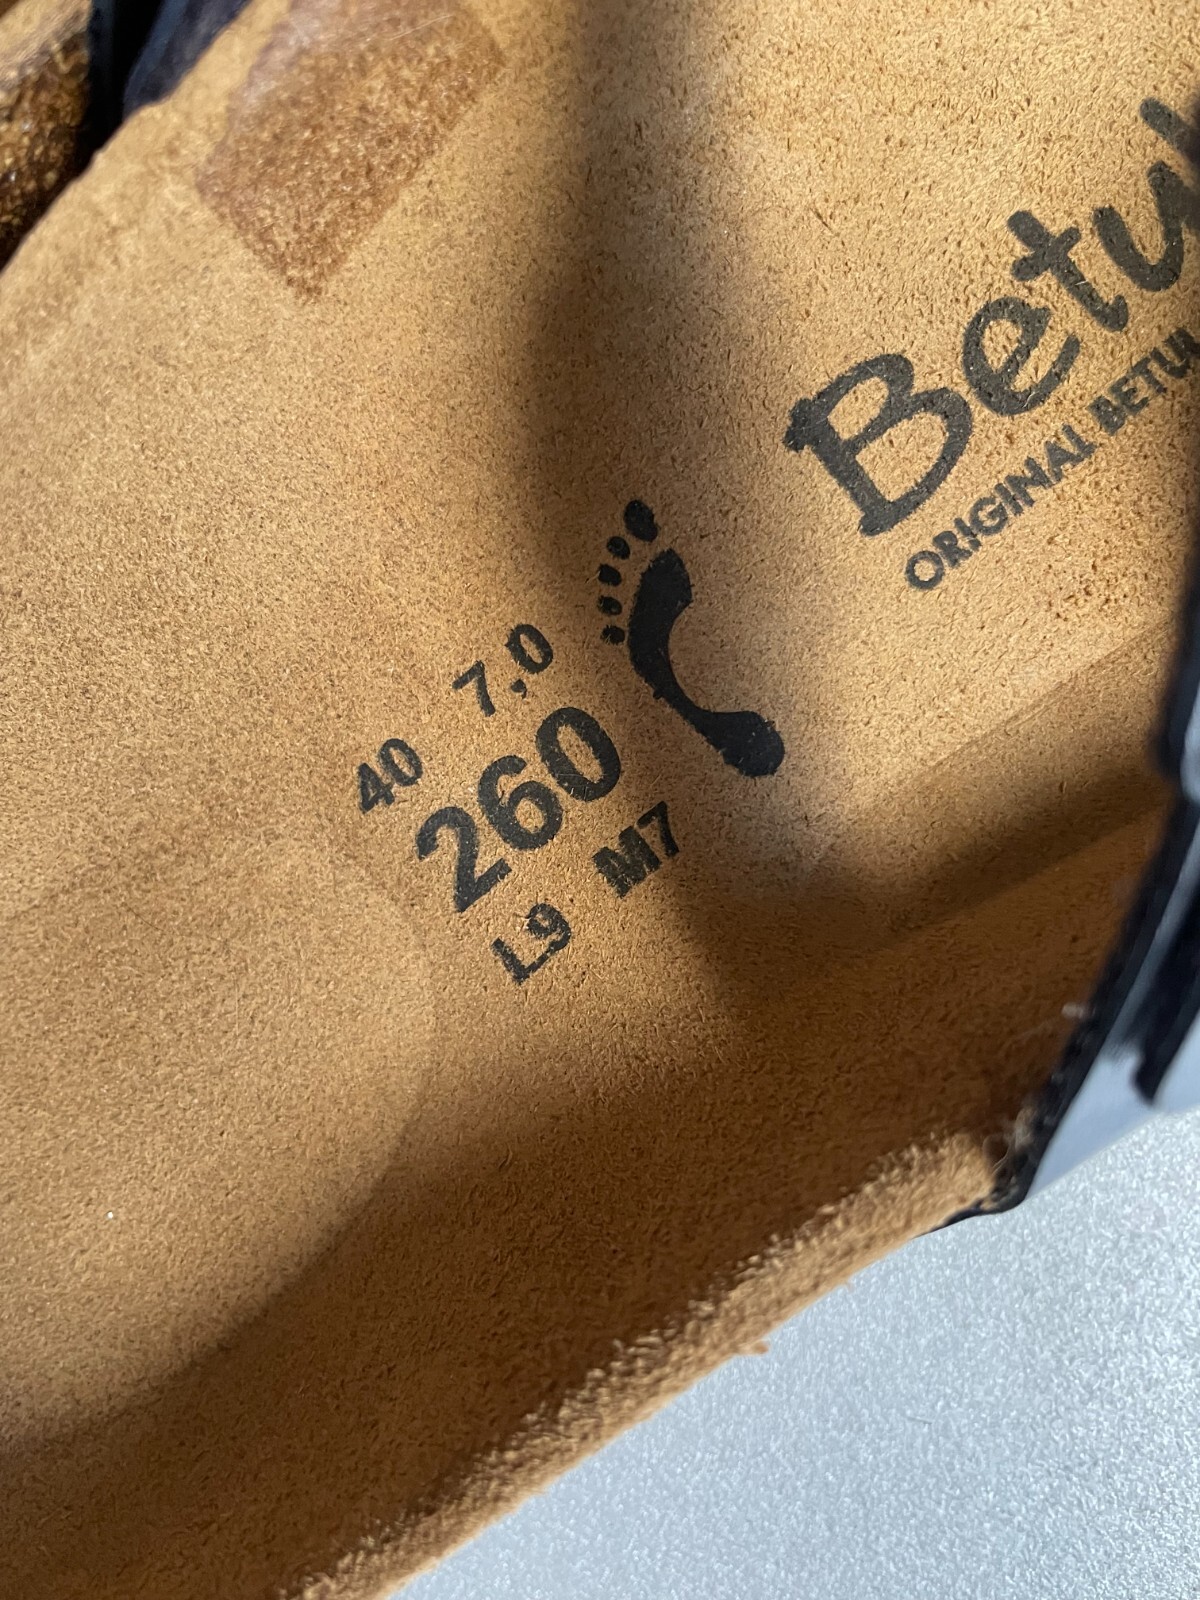 Betu
ORIGINAL BETU
40 7,0
260
L9 M7